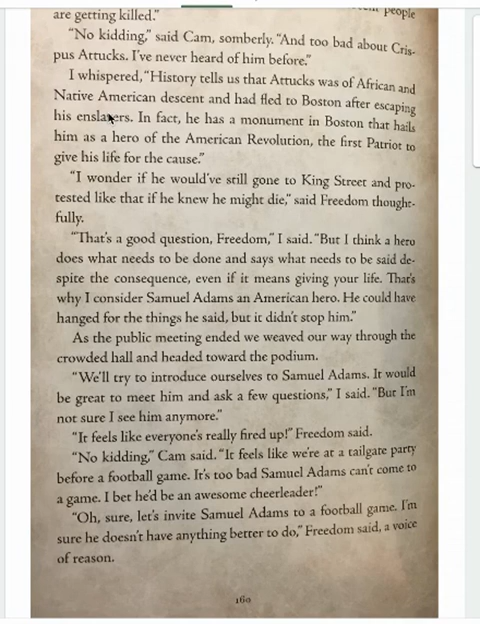 people
are getting killed."
"No kidding," said Cam, somberly. "And too bad about Cris-
pus Attucks. I've never heard of him before."
I whispered, "History tells us that Attucks was of African and
Native American descent and had fled to Boston after escaping
his enslavers. In fact, he has a monument in Boston that hails
him as a hero of the American Revolution, the first Patriot to
give his life for the cause."
"I wonder if he would've still gone to King Street and pro-
tested like that if he knew he might die," said Freedom thought-
fully.
"That's a good question, Freedom," I said. "But I think a hero
does what needs to be done and says what needs to be said de-
spite the consequence, even if it means giving your life. That's
why I consider Samuel Adams an American hero. He could have
hanged for the things he said, but it didn't stop him."
As the public meeting ended we weaved our way through the
crowded hall and headed toward the podium.
"We'll try to introduce ourselves to Samuel Adams. It would
be great to meet him and ask a few questions," I said. "But I'm
not sure I see him anymore."
"It feels like everyone's really fired up!" Freedom said.
"No kidding," Cam said. "It feels like we're at a tailgate party
before a football game. It's too bad Samuel Adams can't come to
a game. I bet he'd be an awesome cheerleader!"
"Oh, sure, let's invite Samuel Adams to a football game. I'm
sure he doesn't have anything better to do," Freedom said, a voice
of reason.
160